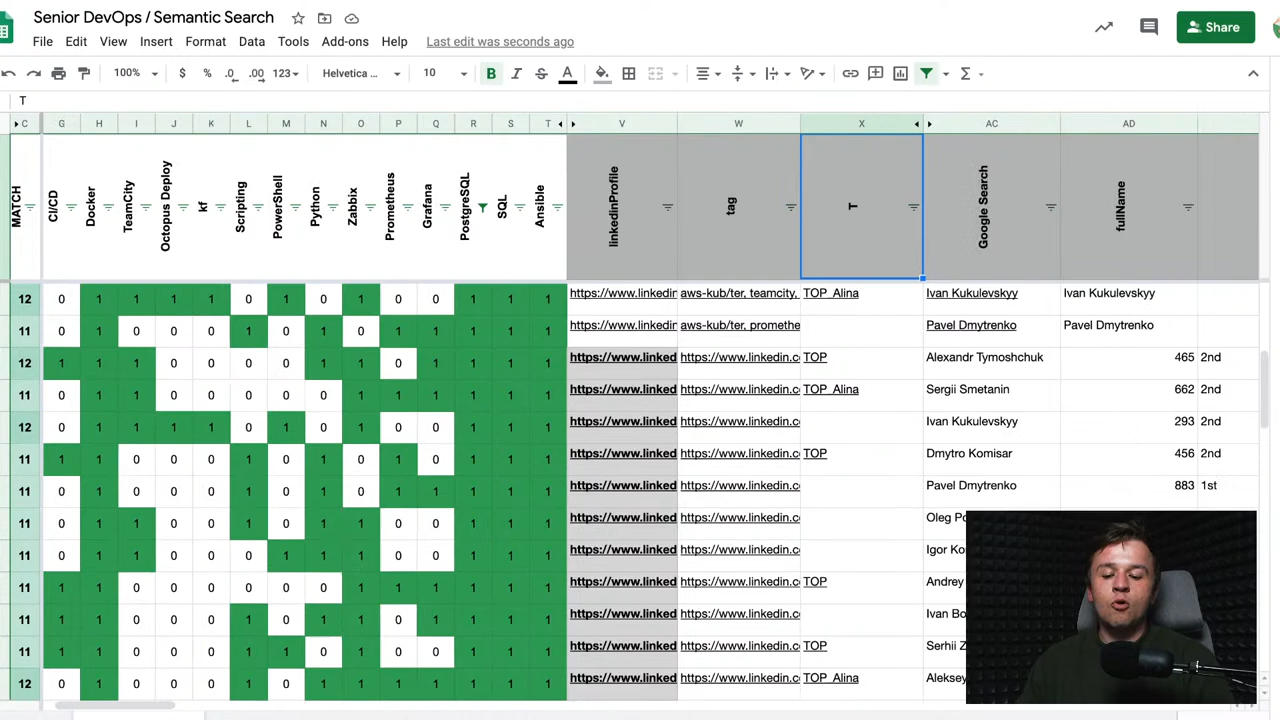 Senior DevOps / Semantic Search
Share
File Edit View Insert Format Data Tools Add-ons Help Last edit was seconds ago
100% $ % .0 .00 123 Helvetica ... 10 B I S A
T
C G H I J K L M N O P Q R S T V W X AC AD
MATCH CI/CD Docker TeamCity Octopus Deploy kf Scripting PowerShell Python Zabbix Prometheus Grafana PostgreSQL SQL Ansible linkedinProfile tag T Google Search fullName
12 0 1 1 1 1 0 1 0 1 0 0 1 1 1 https://www.linkedin aws-kub/ter, teamcity, TOP_Alina Ivan Kukulevskyy Ivan Kukulevskyy
11 0 1 0 0 0 1 0 1 0 1 1 1 1 1 https://www.linkedin aws-kub/ter, promethe Pavel Dmytrenko Pavel Dmytrenko
12 1 1 1 0 0 0 0 1 1 0 1 1 1 1 https://www.linked https://www.linkedin.c TOP Alexandr Tymoshchuk 465 2nd
11 0 1 1 0 0 0 0 0 1 1 1 1 1 1 https://www.linked https://www.linkedin.c TOP_Alina Sergii Smetanin 662 2nd
12 0 1 1 1 1 0 1 0 1 0 0 1 1 1 https://www.linked https://www.linkedin.c Ivan Kukulevskyy 293 2nd
11 1 1 0 0 0 1 0 1 0 1 0 1 1 1 https://www.linked https://www.linkedin.c TOP Dmytro Komisar 456 2nd
11 0 1 0 0 0 1 0 1 0 1 1 1 1 1 https://www.linked https://www.linkedin.c Pavel Dmytrenko 883 1st
11 0 1 1 0 0 1 0 1 1 0 0 1 1 1 https://www.linked https://www.linkedin.c Oleg
11 0 1 1 0 0 0 1 1 1 0 0 1 1 1 https://www.linked https://www.linkedin.c Igor
11 1 1 0 0 0 0 0 0 1 1 1 1 1 1 https://www.linked https://www.linkedin.c TOP Andrey
11 0 1 0 0 0 1 0 1 1 0 1 1 1 1 https://www.linked https://www.linkedin.c Ivan
11 1 1 0 0 0 1 1 0 1 0 0 1 1 1 https://www.linked https://www.linkedin.c TOP Serhii
12 0 1 0 0 0 1 0 1 1 1 1 1 1 1 https://www.linked https://www.linkedin.c TOP_Alina Aleksey